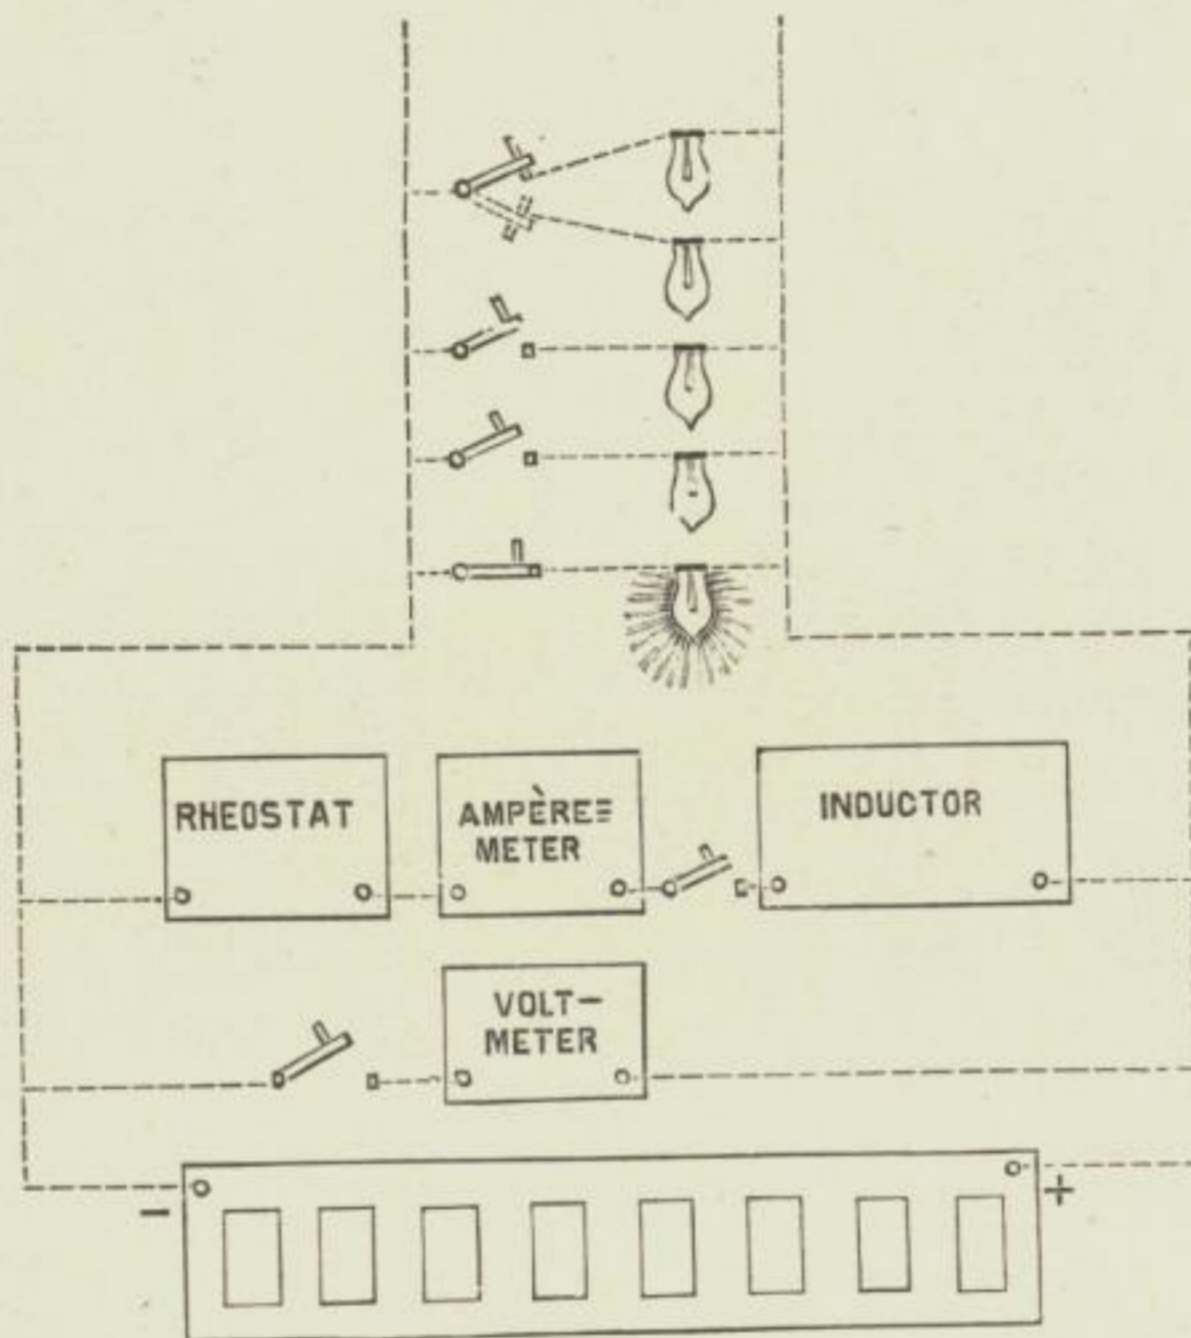 RHEOSTAT
AMPÈRE=
METER
INDUCTOR
VOLT-
METER
- +